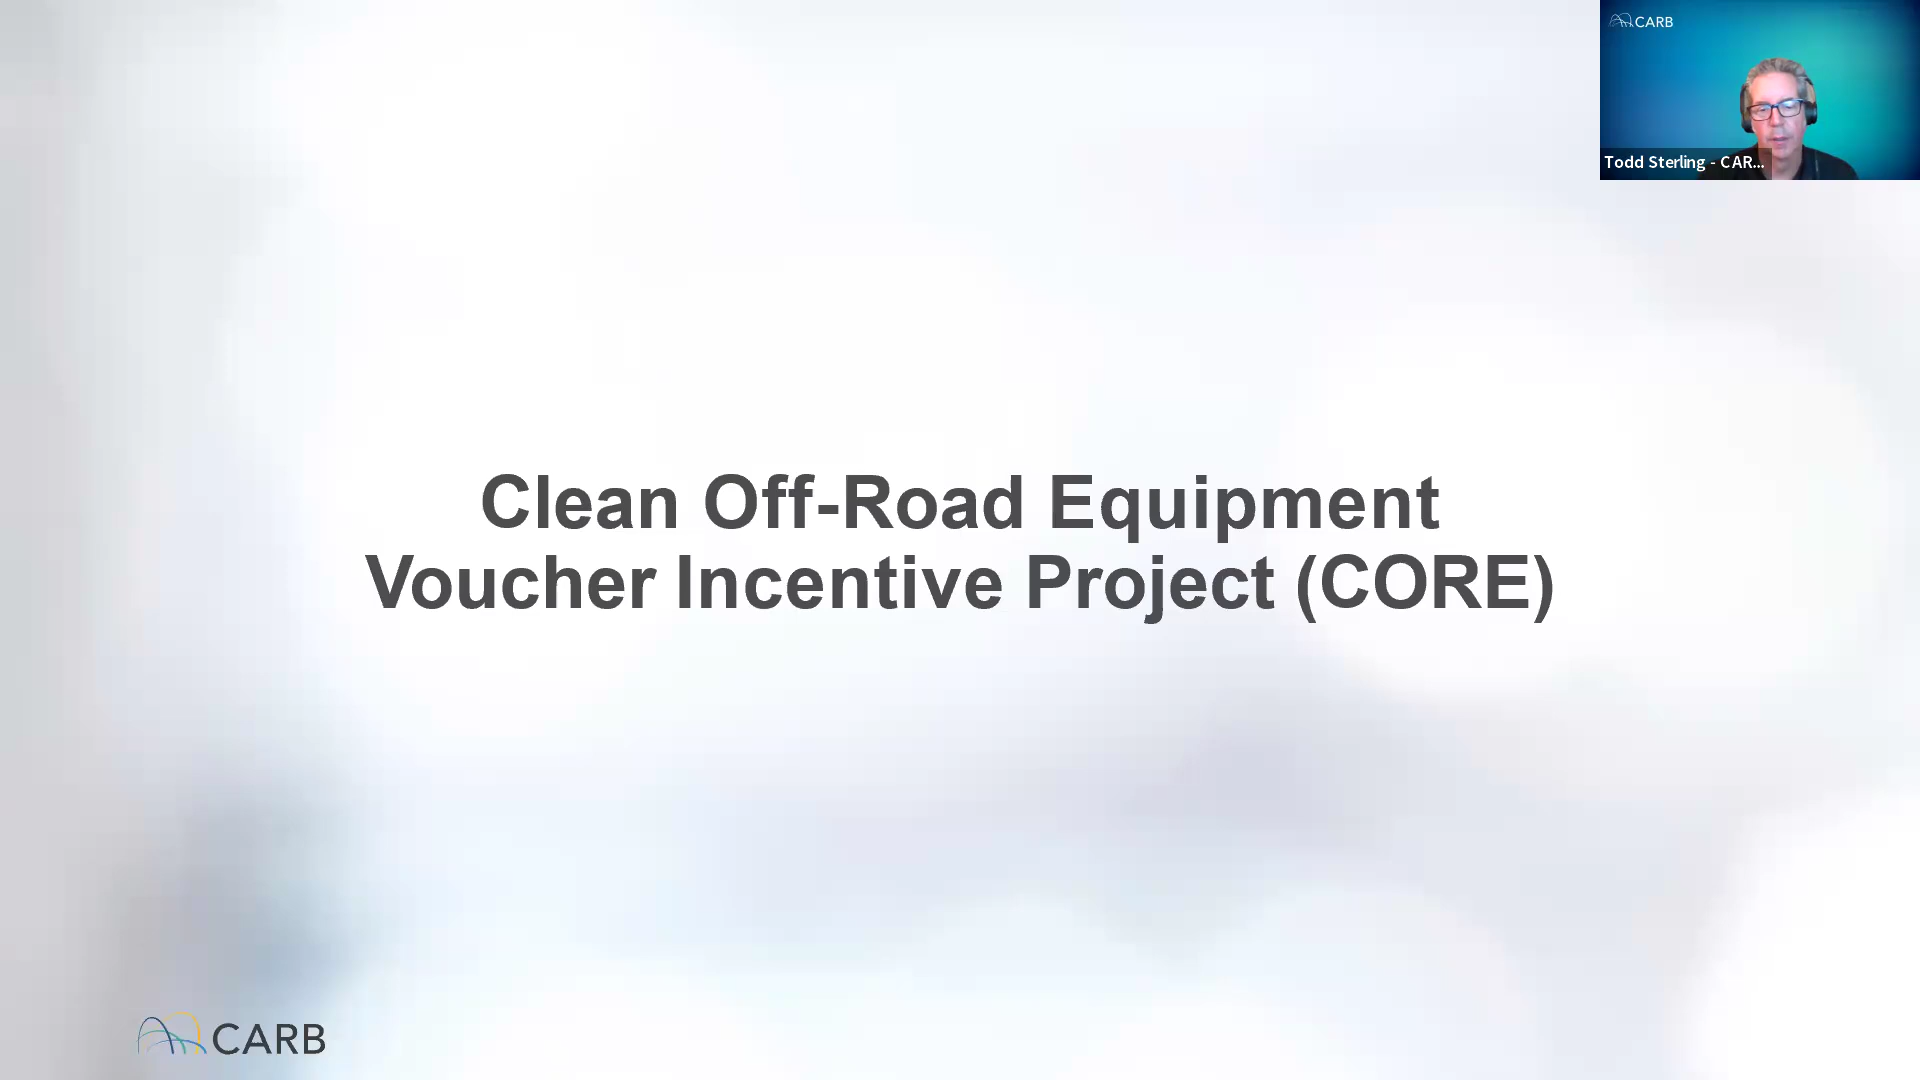 CARB
Todd Sterling - CAR...
Clean Off-Road Equipment
Voucher Incentive Project (CORE)
CARB